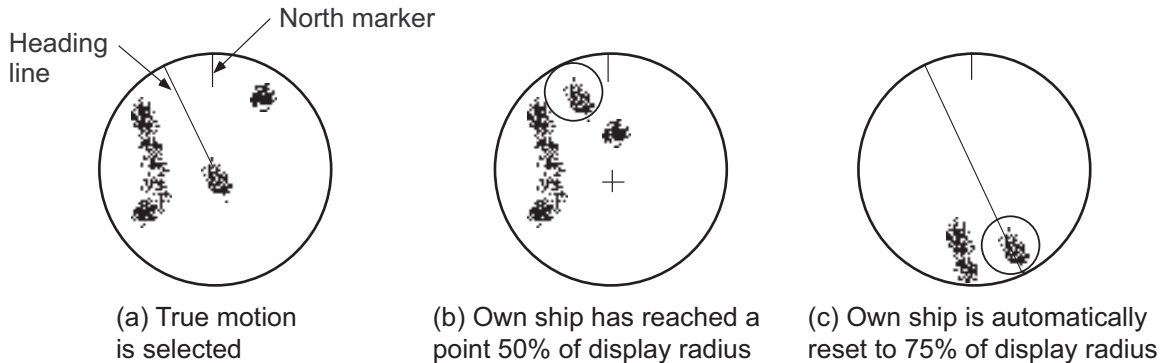 North marker
Heading
line
(a) True motion
is selected
(b) Own ship has reached a
point 50% of display radius
(c) Own ship is automatically
reset to 75% of display radius